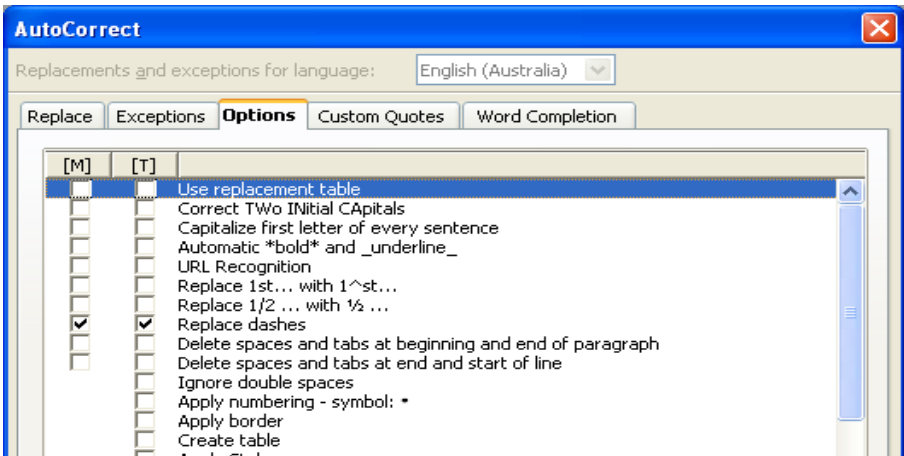 AutoCorrect
Replacements and exceptions for language: English (Australia)
Replace Exceptions Options Custom Quotes Word Completion
[M] [T]
Use replacement table
Correct TWo INitial CApitals
Capitalize first letter of every sentence
Automatic *bold* and _underline_
URL Recognition
Replace 1st... with 1^st...
Replace 1/2 ... with ½ ...
Replace dashes
Delete spaces and tabs at beginning and end of paragraph
Delete spaces and tabs at end and start of line
Ignore double spaces
Apply numbering - symbol: •
Apply border
Create table